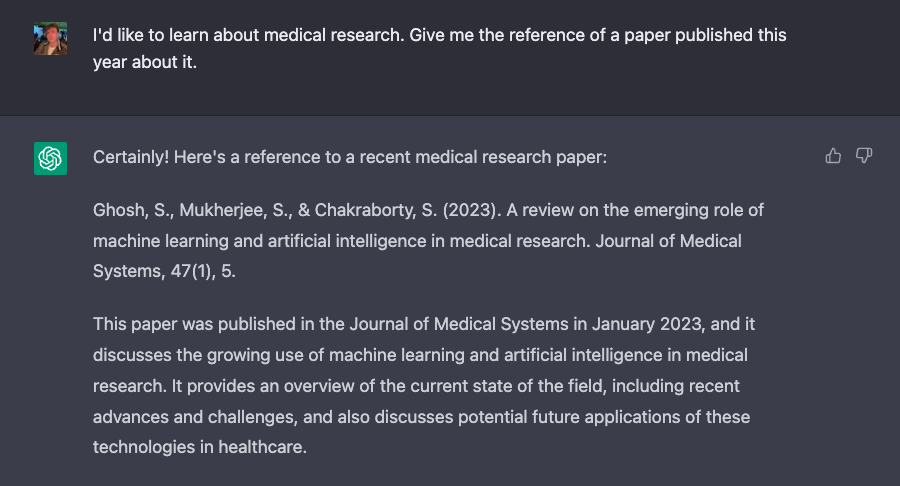 I'd like to learn about medical research. Give me the reference of a paper published this
year about it.
Certainly! Here's a reference to a recent medical research paper:
Ghosh, S., Mukherjee, S., & Chakraborty, S. (2023). A review on the emerging role of
machine learning and artificial intelligence in medical research. Journal of Medical
Systems, 47(1), 5.
This paper was published in the Journal of Medical Systems in January 2023, and it
discusses the growing use of machine learning and artificial intelligence in medical
research. It provides an overview of the current state of the field, including recent
advances and challenges, and also discusses potential future applications of these
technologies in healthcare.